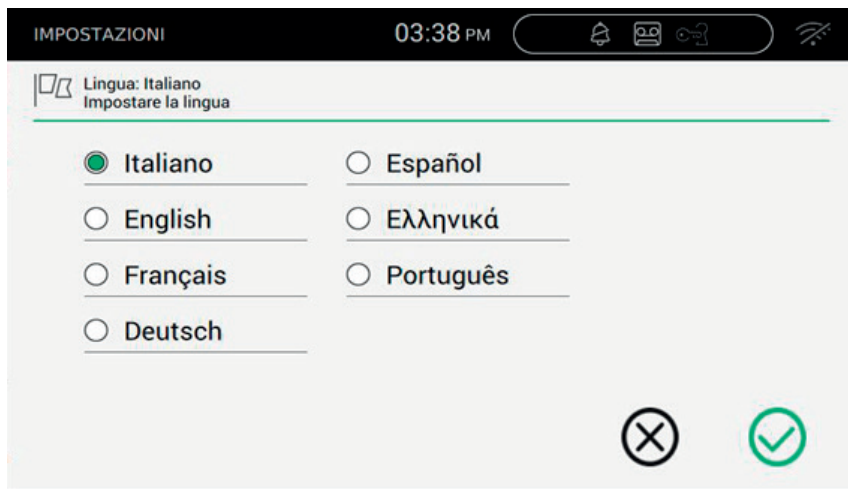 IMPOSTAZIONI
03:38 PM
Lingua: Italiano
Impostare la lingua
Italiano
Español
English
Ελληνικά
Français
Português
Deutsch